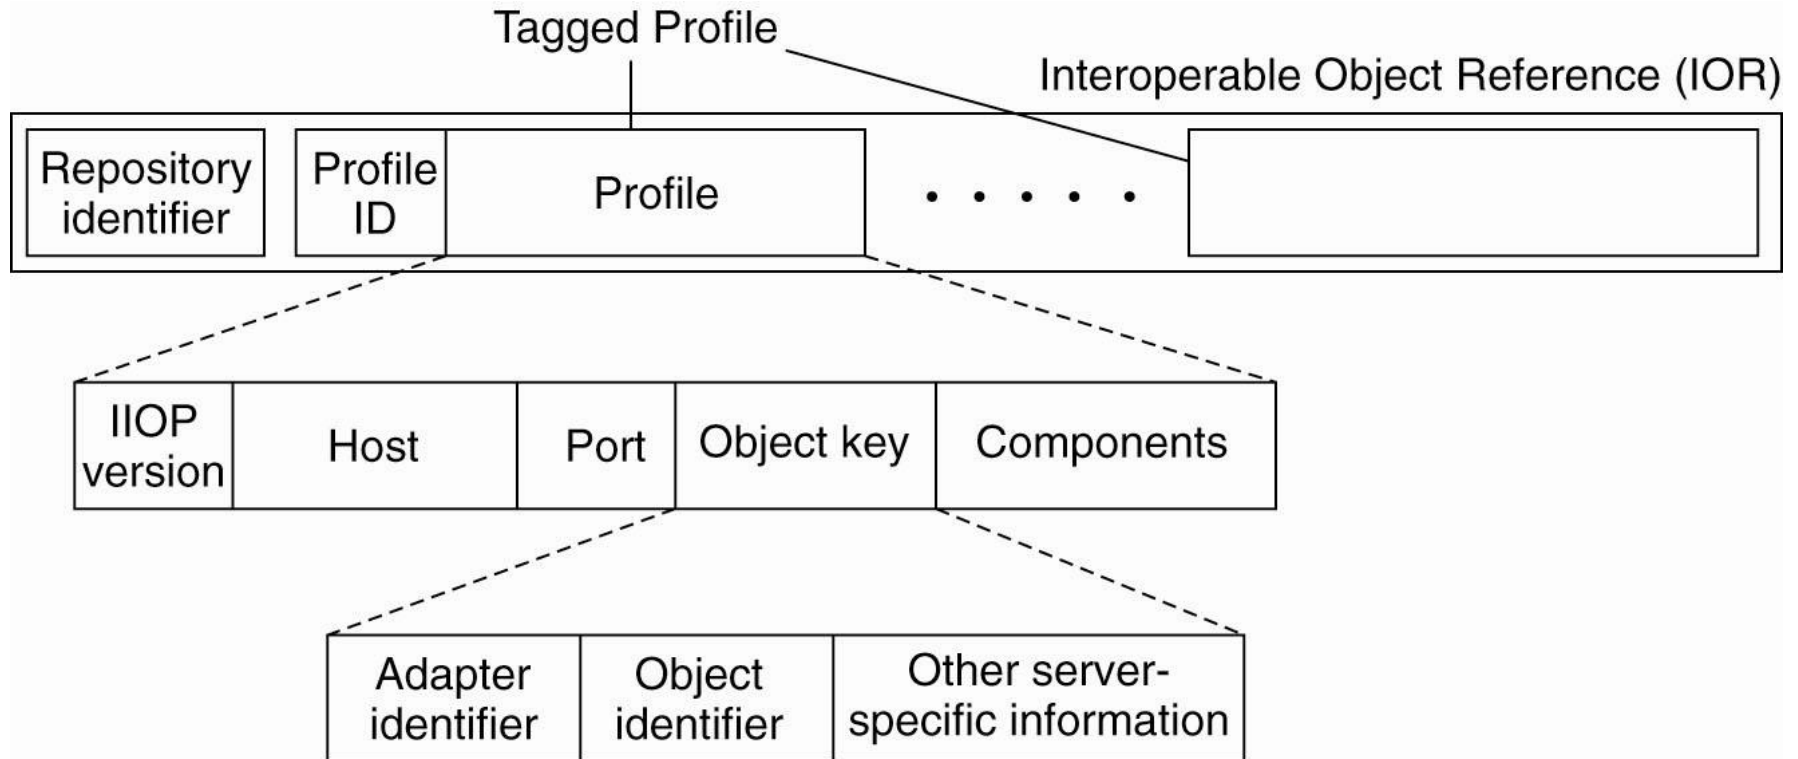 Tagged Profile
Interoperable Object Reference (IOR)
Repository
identifier
Profile
ID
Profile
IIOP
version
Host
Port
Object key
Components
Adapter
identifier
Object
identifier
Other server-
specific information